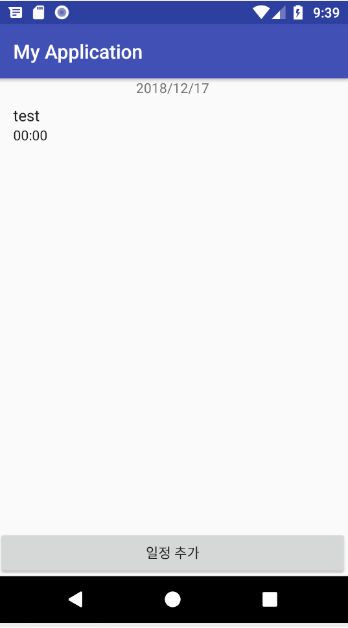 9:39
My Application
2018/12/17
test
00:00
일정 추가